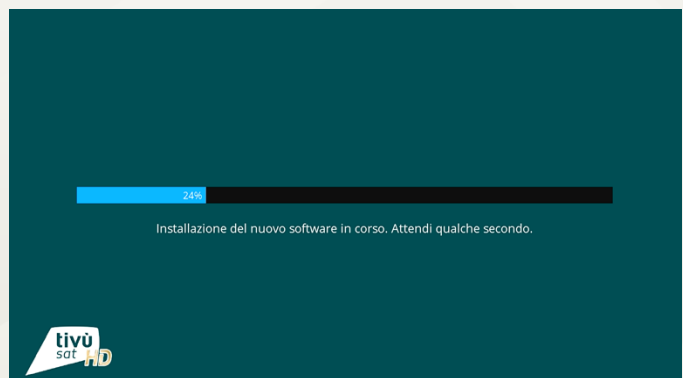 24%
Installazione del nuovo software in corso. Attendi qualche secondo.
tivù
sat HD